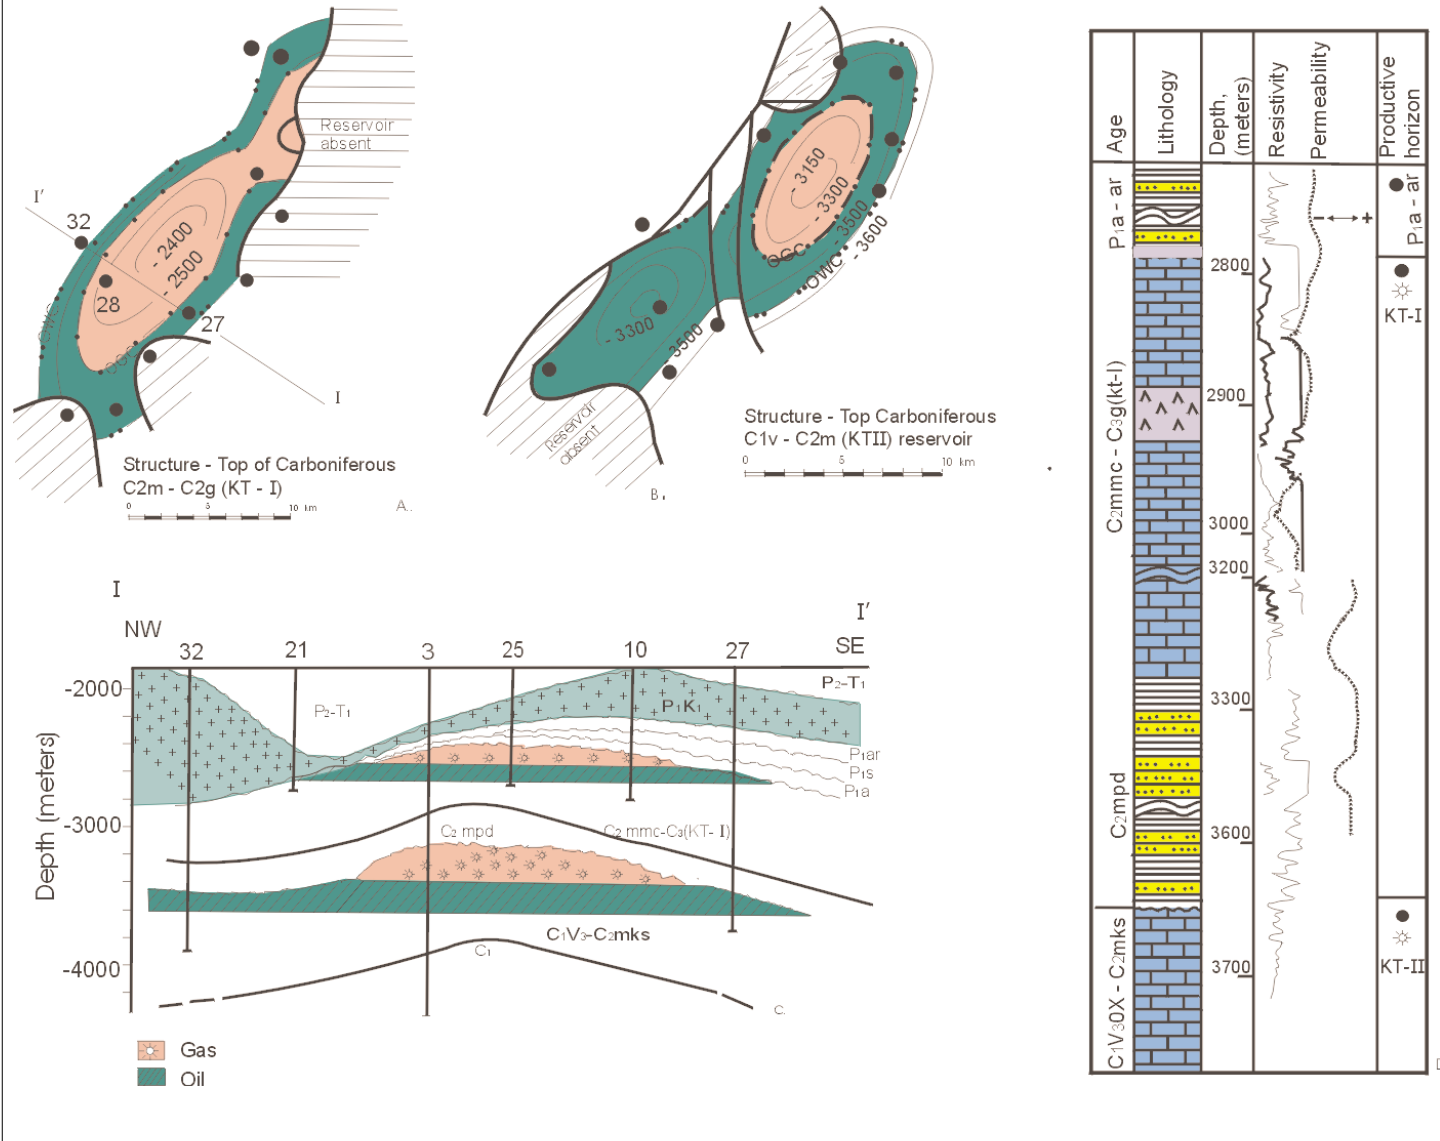 Reservoir
absent
I'
32
- 2400
- 2500
28
27
OWC
OGC
I
Structure - Top of Carboniferous
C2m - C2g (KT - I)
0 5 10 km
A.
- 3150
- 3300
- 3500
- 3600
OGC
OWC
- 3300
- 3500
Reservoir
absent
Structure - Top Carboniferous
C1v - C2m (KTII) reservoir
0 5 10 km
B.
I
I'
NW
SE
32 21 3 25 10 27
Depth (meters)
-2000
-3000
-4000
P2-T1
P2-T1
P1K1
P1ar
P1s
P1a
C2 mpd
C2 mmc-C3(KT- I)
C1V3-C2mks
C1
C.
Gas
Oil
Age
Lithology
Depth,
(meters)
Resistivity
Permeability
Productive
horizon
P1a - ar
C2mmc - C3g(kt-I)
C2mpd
C1V30X - C2mks
2800
2900
3000
3200
3300
3600
3700
- +
P1a - ar
KT-I
KT-II